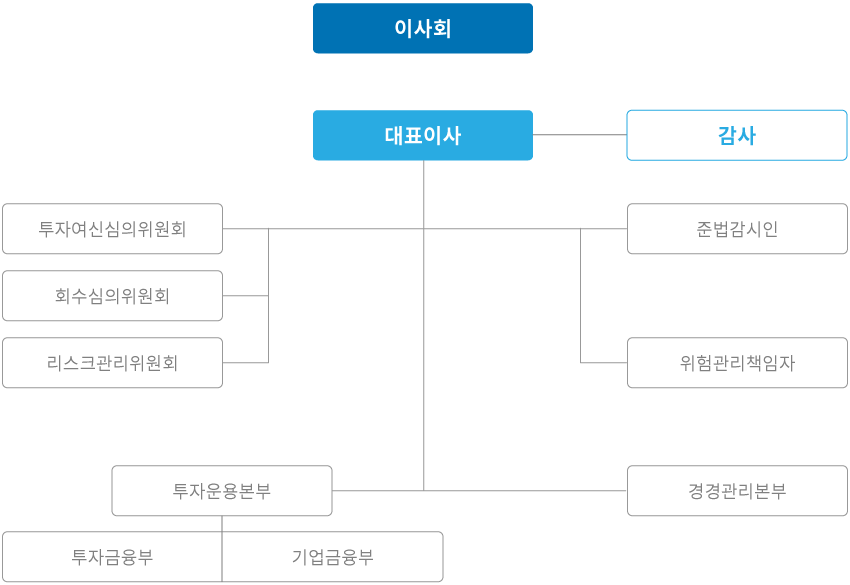 이사회
대표이사
감사
투자여신심의위원회
준법감시인
회수심의위원회
리스크관리위원회
위험관리책임자
투자운용본부
경경관리본부
투자금융부
기업금융부